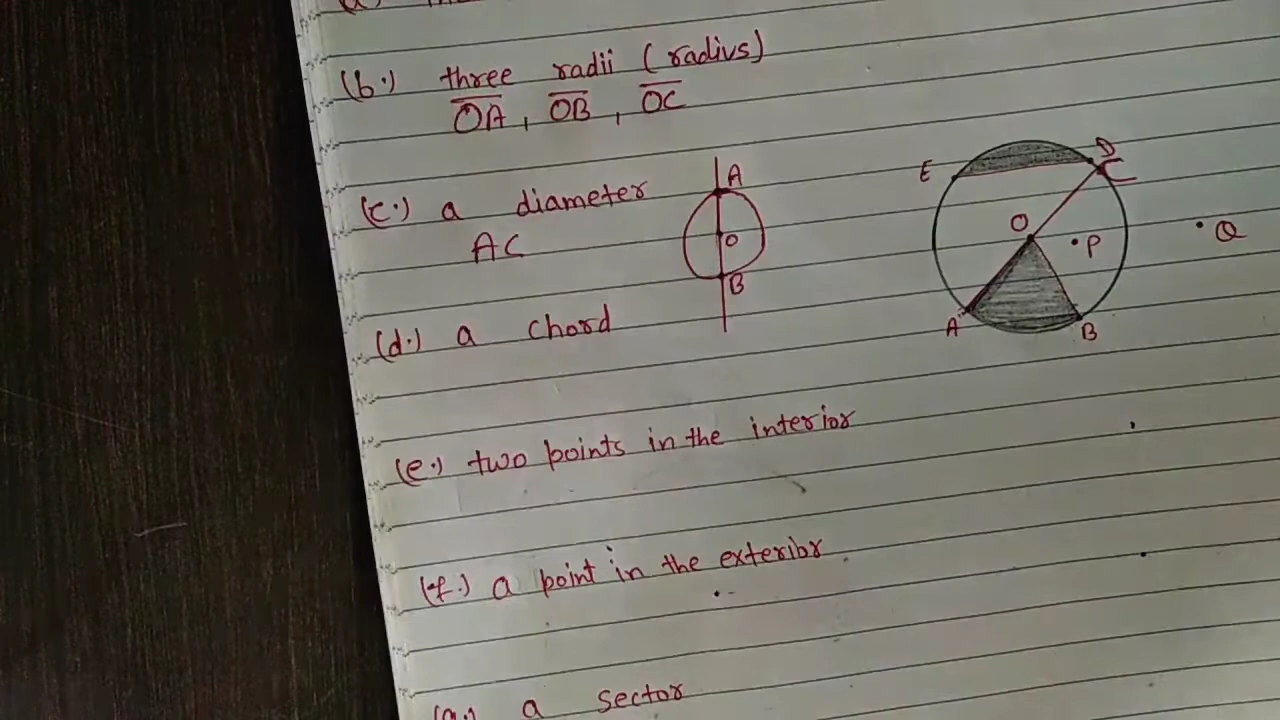 (b.) three radii (radius)
OA, OB, OC
(c.) a diameter
AC
A
O
B
E
D
C
O
P
Q
A
B
(d.) a chord
(e.) two points in the interior
(f.) a point in the exterior
a sector